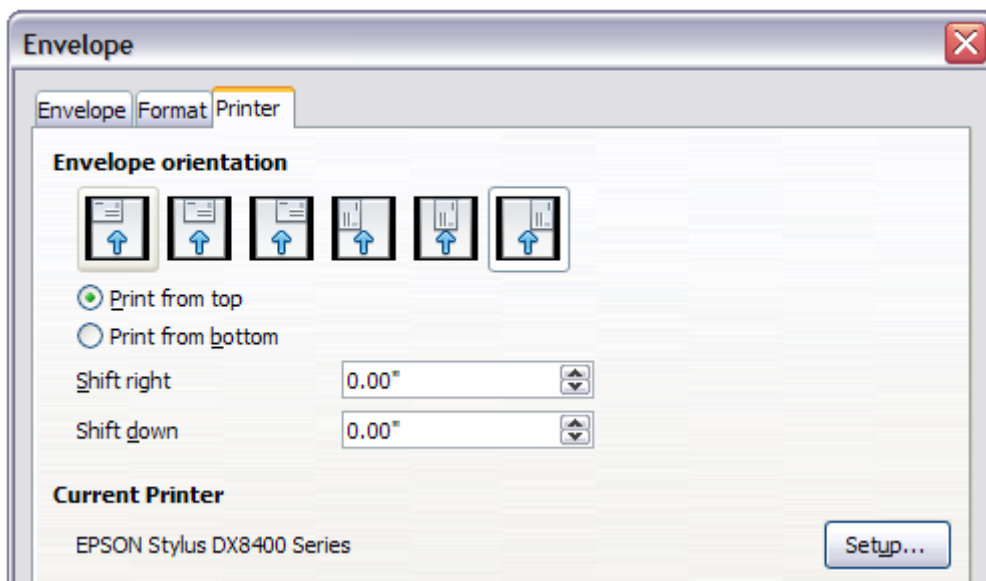 Envelope
Envelope Format Printer
Envelope orientation
Print from top
Print from bottom
Shift right 0.00"
Shift down 0.00"
Current Printer
EPSON Stylus DX8400 Series Setup...